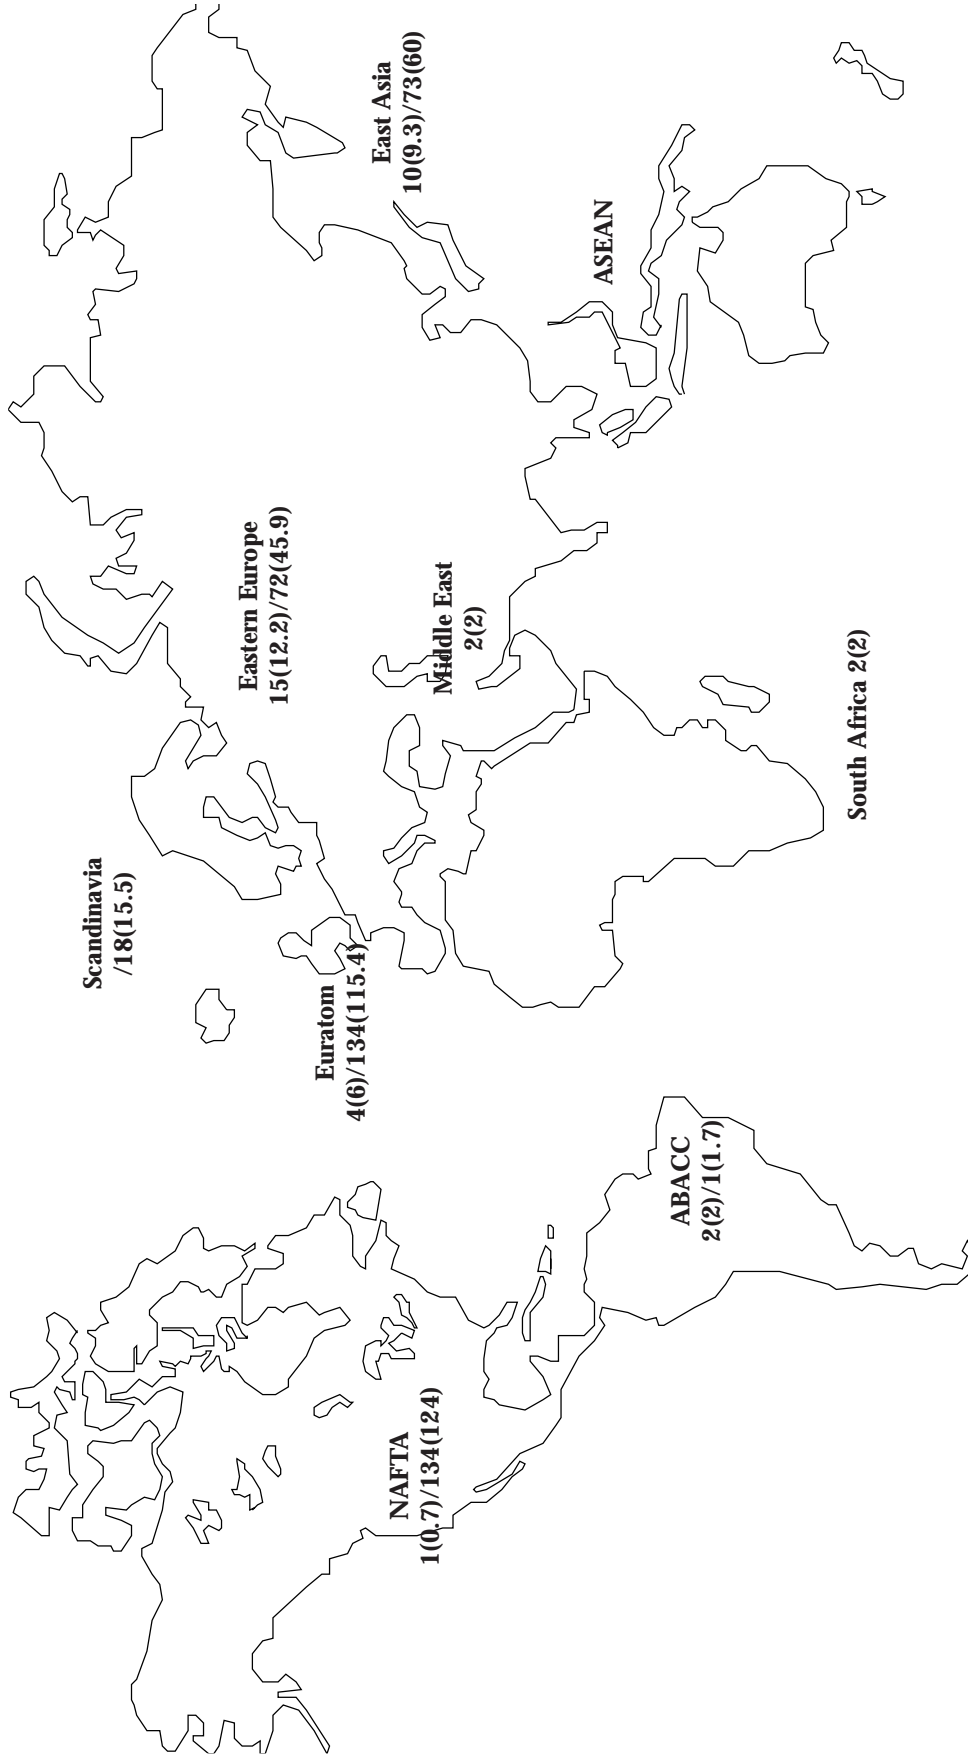 Scandinavia
/18(15.5)
Eastern Europe
15(12.2)/72(45.9)
East Asia
10(9.3)/73(60)
Euratom
4(6)/134(115.4)
Middle East
2(2)
NAFTA
1(0.7)/134(124)
ASEAN
ABACC
2(2)/1(1.7)
South Africa 2(2)